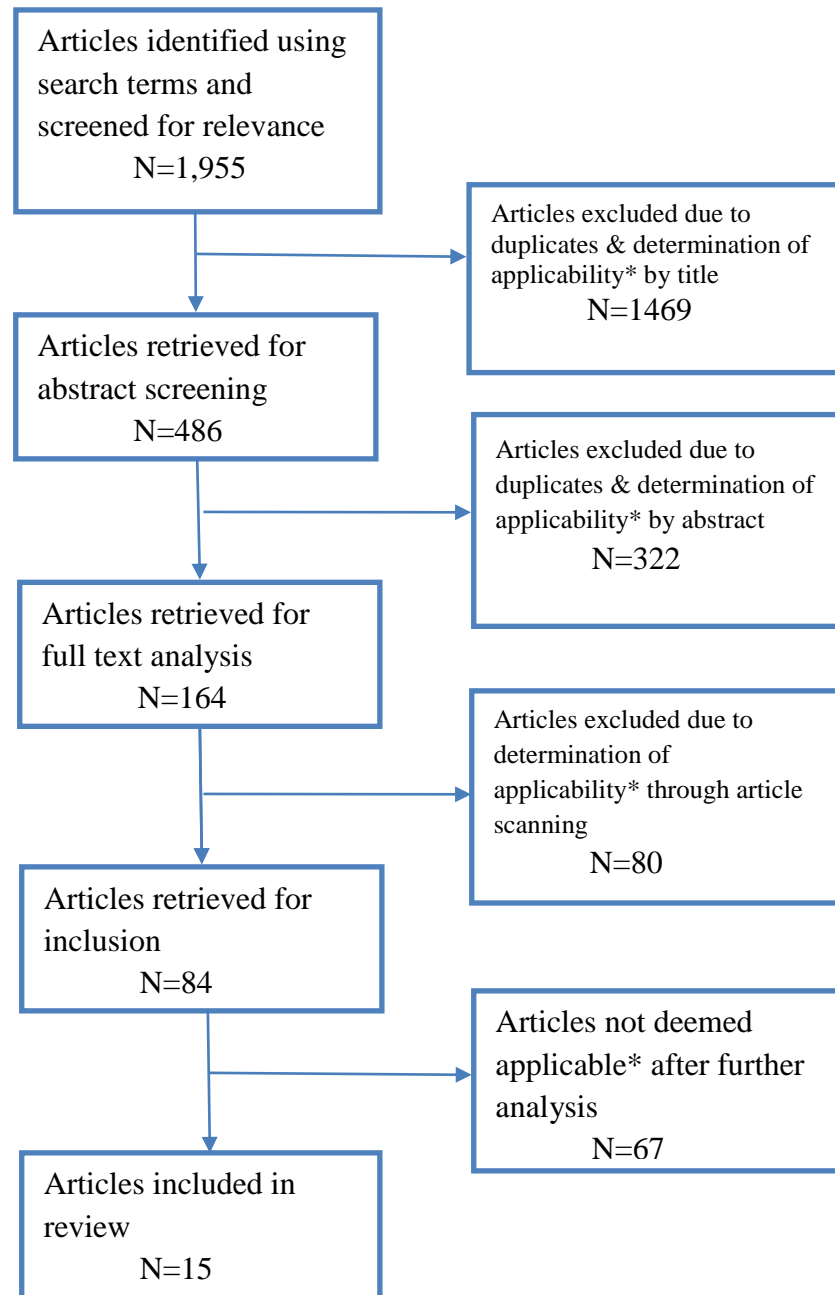 Articles identified using
search terms and
screened for relevance
N=1,955
Articles excluded due to
duplicates & determination of
applicability* by title
N=1469
Articles retrieved for
abstract screening
N=486
Articles excluded due to
duplicates & determination of
applicability* by abstract
N=322
Articles retrieved for
full text analysis
N=164
Articles excluded due to
determination of
applicability* through article
scanning
N=80
Articles retrieved for
inclusion
N=84
Articles not deemed
applicable* after further
analysis
N=67
Articles included in
review
N=15